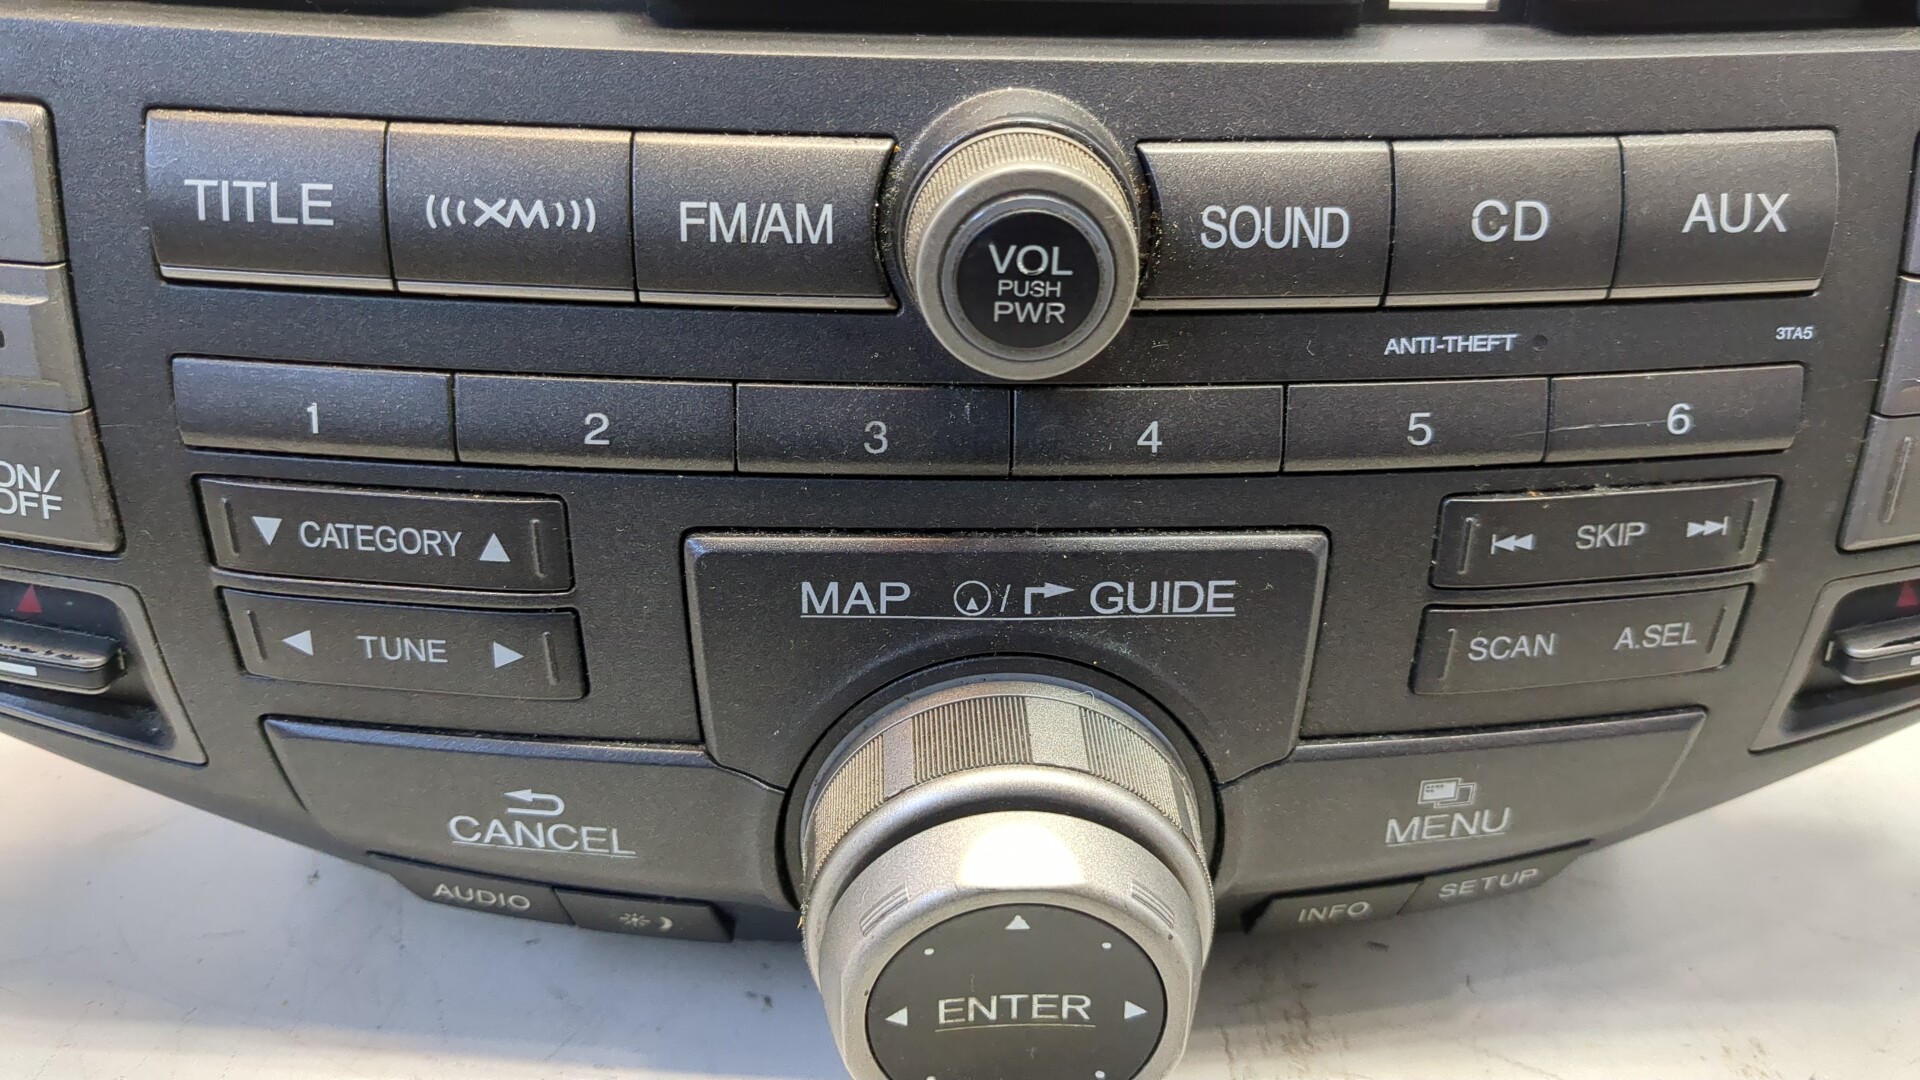 TITLE
(((XM)))
FM/AM
VOL
PUSH
PWR
SOUND
CD
AUX
ANTI-THEFT
3TA5
1 2 3 4 5 6
ON/
OFF
▼ CATEGORY ▲
◀ TUNE ▶
MAP / GUIDE
SKIP
SCAN A.SEL
CANCEL
MENU
AUDIO
INFO
SETUP
ENTER